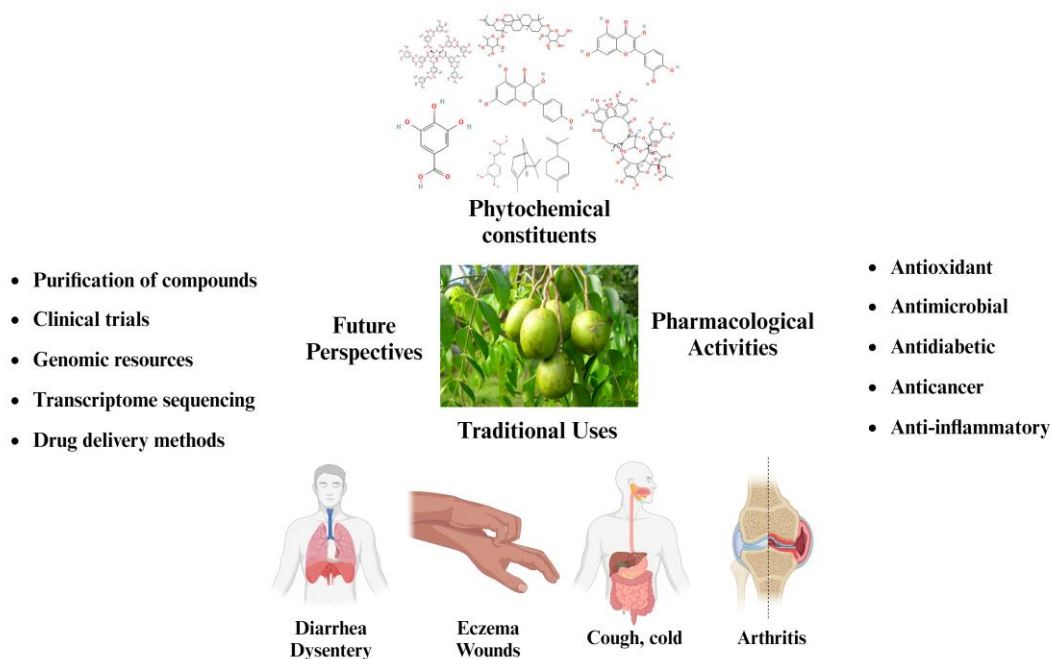 Phytochemical
constituents
• Purification of compounds
• Clinical trials
• Genomic resources
• Transcriptome sequencing
• Drug delivery methods
Future
Perspectives
Pharmacological
Activities
• Antioxidant
• Antimicrobial
• Antidiabetic
• Anticancer
• Anti-inflammatory
Traditional Uses
Diarrhea
Dysentery
Eczema
Wounds
Cough, cold
Arthritis